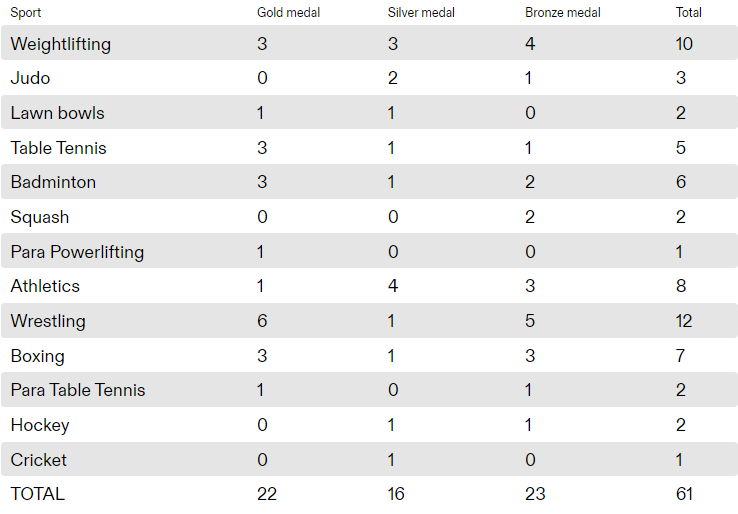 Sport Gold medal Silver medal Bronze medal Total
Weightlifting 3 3 4 10
Judo 0 2 1 3
Lawn bowls 1 1 0 2
Table Tennis 3 1 1 5
Badminton 3 1 2 6
Squash 0 0 2 2
Para Powerlifting 1 0 0 1
Athletics 1 4 3 8
Wrestling 6 1 5 12
Boxing 3 1 3 7
Para Table Tennis 1 0 1 2
Hockey 0 1 1 2
Cricket 0 1 0 1
TOTAL 22 16 23 61